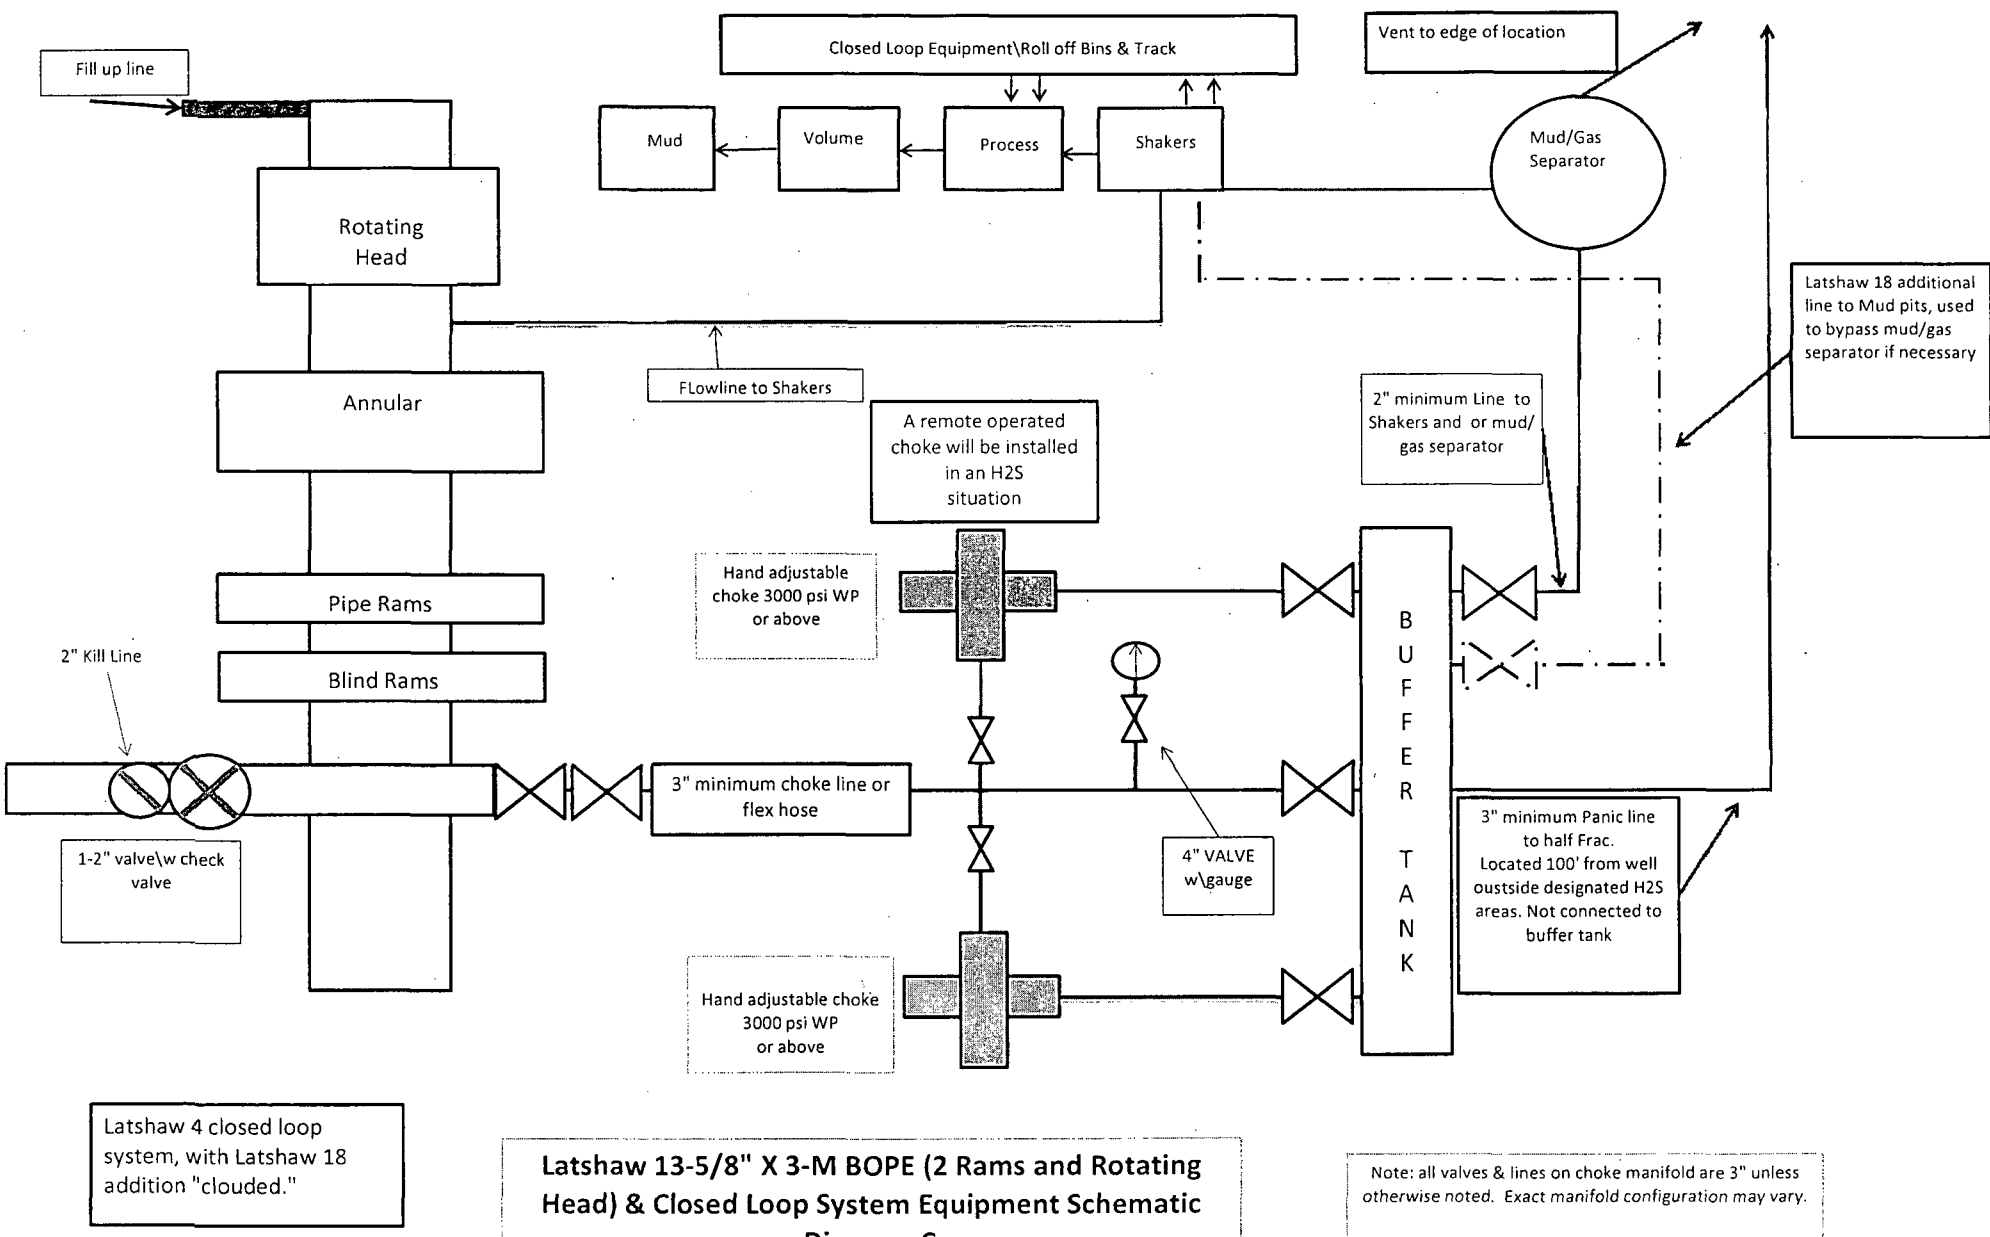 Fill up line
Closed Loop Equipment\Roll off Bins & Track
Vent to edge of location
Mud
Volume
Process
Shakers
Mud/Gas
Separator
Rotating
Head
Latshaw 18 additional
line to Mud pits, used
to bypass mud/gas
separator if necessary
FLowline to Shakers
Annular
2" minimum Line to
Shakers and or mud/
gas separator
A remote operated
choke will be installed
in an H2S
situation
Hand adjustable
choke 3000 psi WP
or above
Pipe Rams
Blind Rams
2" Kill Line
B
U
F
F
E
R
T
A
N
K
3" minimum choke line or
flex hose
1-2" valve\w check
valve
4" VALVE
w\gauge
3" minimum Panic line
to half Frac.
Located 100' from well
oustside designated H2S
areas. Not connected to
buffer tank
Hand adjustable choke
3000 psi WP
or above
Latshaw 4 closed loop
system, with Latshaw 18
addition "clouded."
Latshaw 13-5/8" X 3-M BOPE (2 Rams and Rotating
Head) & Closed Loop System Equipment Schematic
Note: all valves & lines on choke manifold are 3" unless
otherwise noted. Exact manifold configuration may vary.